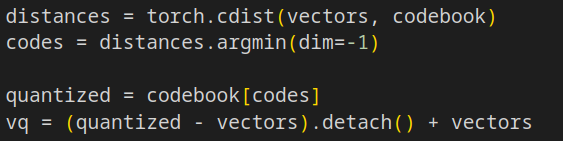 distances = torch.cdist(vectors, codebook)
codes = distances.argmin(dim=-1)
quantized = codebook[codes]
vq = (quantized - vectors).detach() + vectors